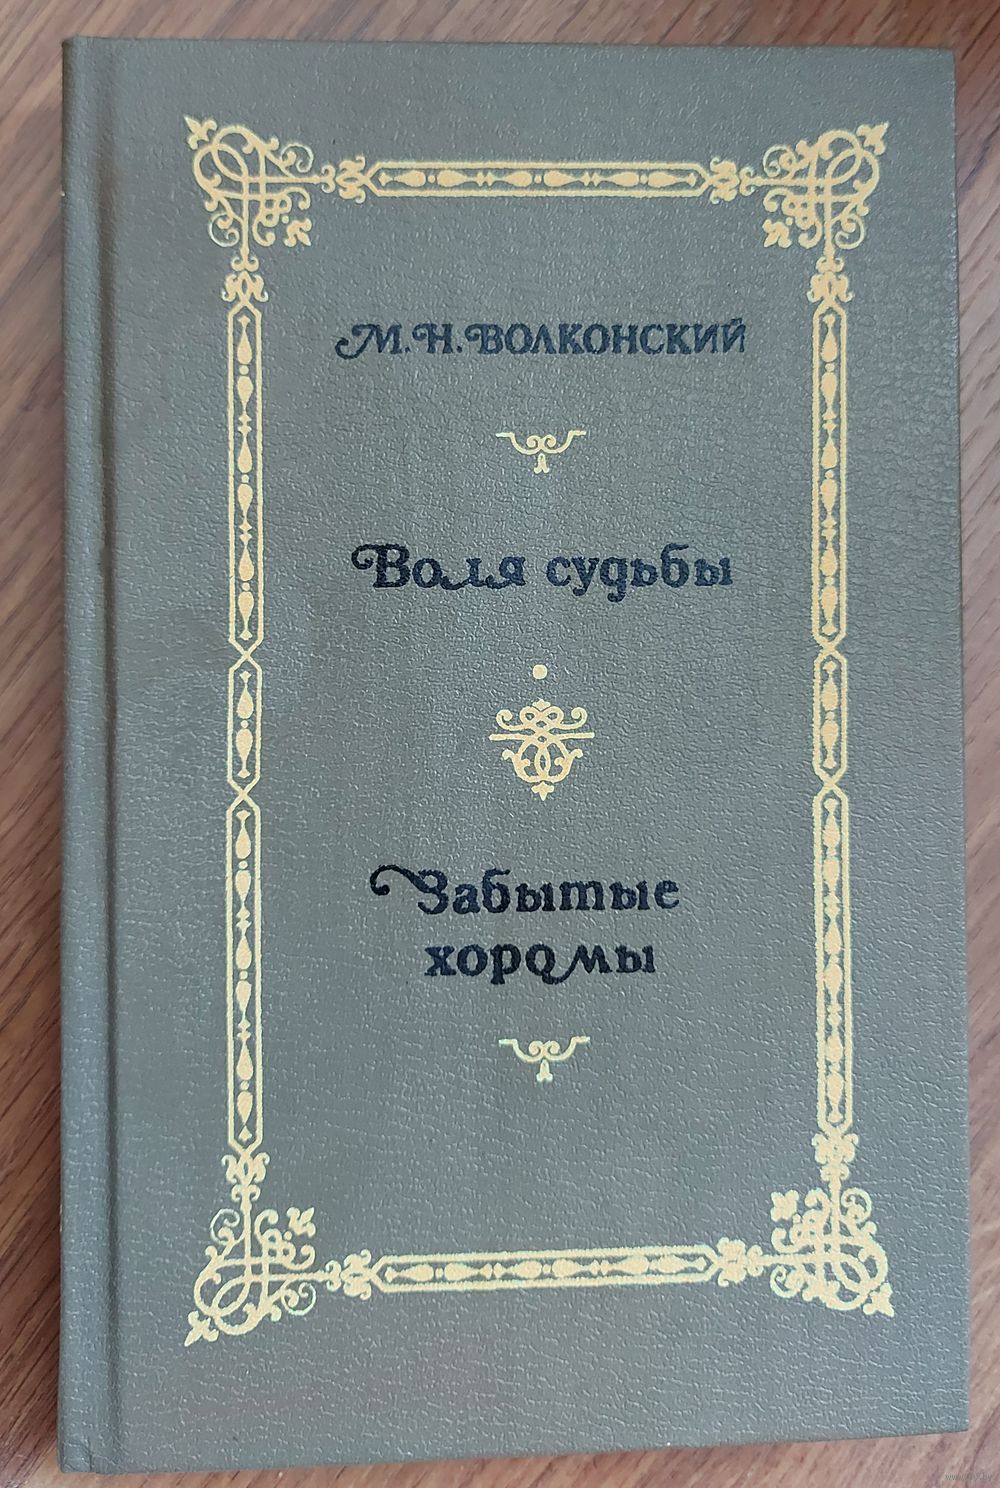 М.Н.ВОЛКОНСКИЙ
Воля судьбы
Забытые
хоромы